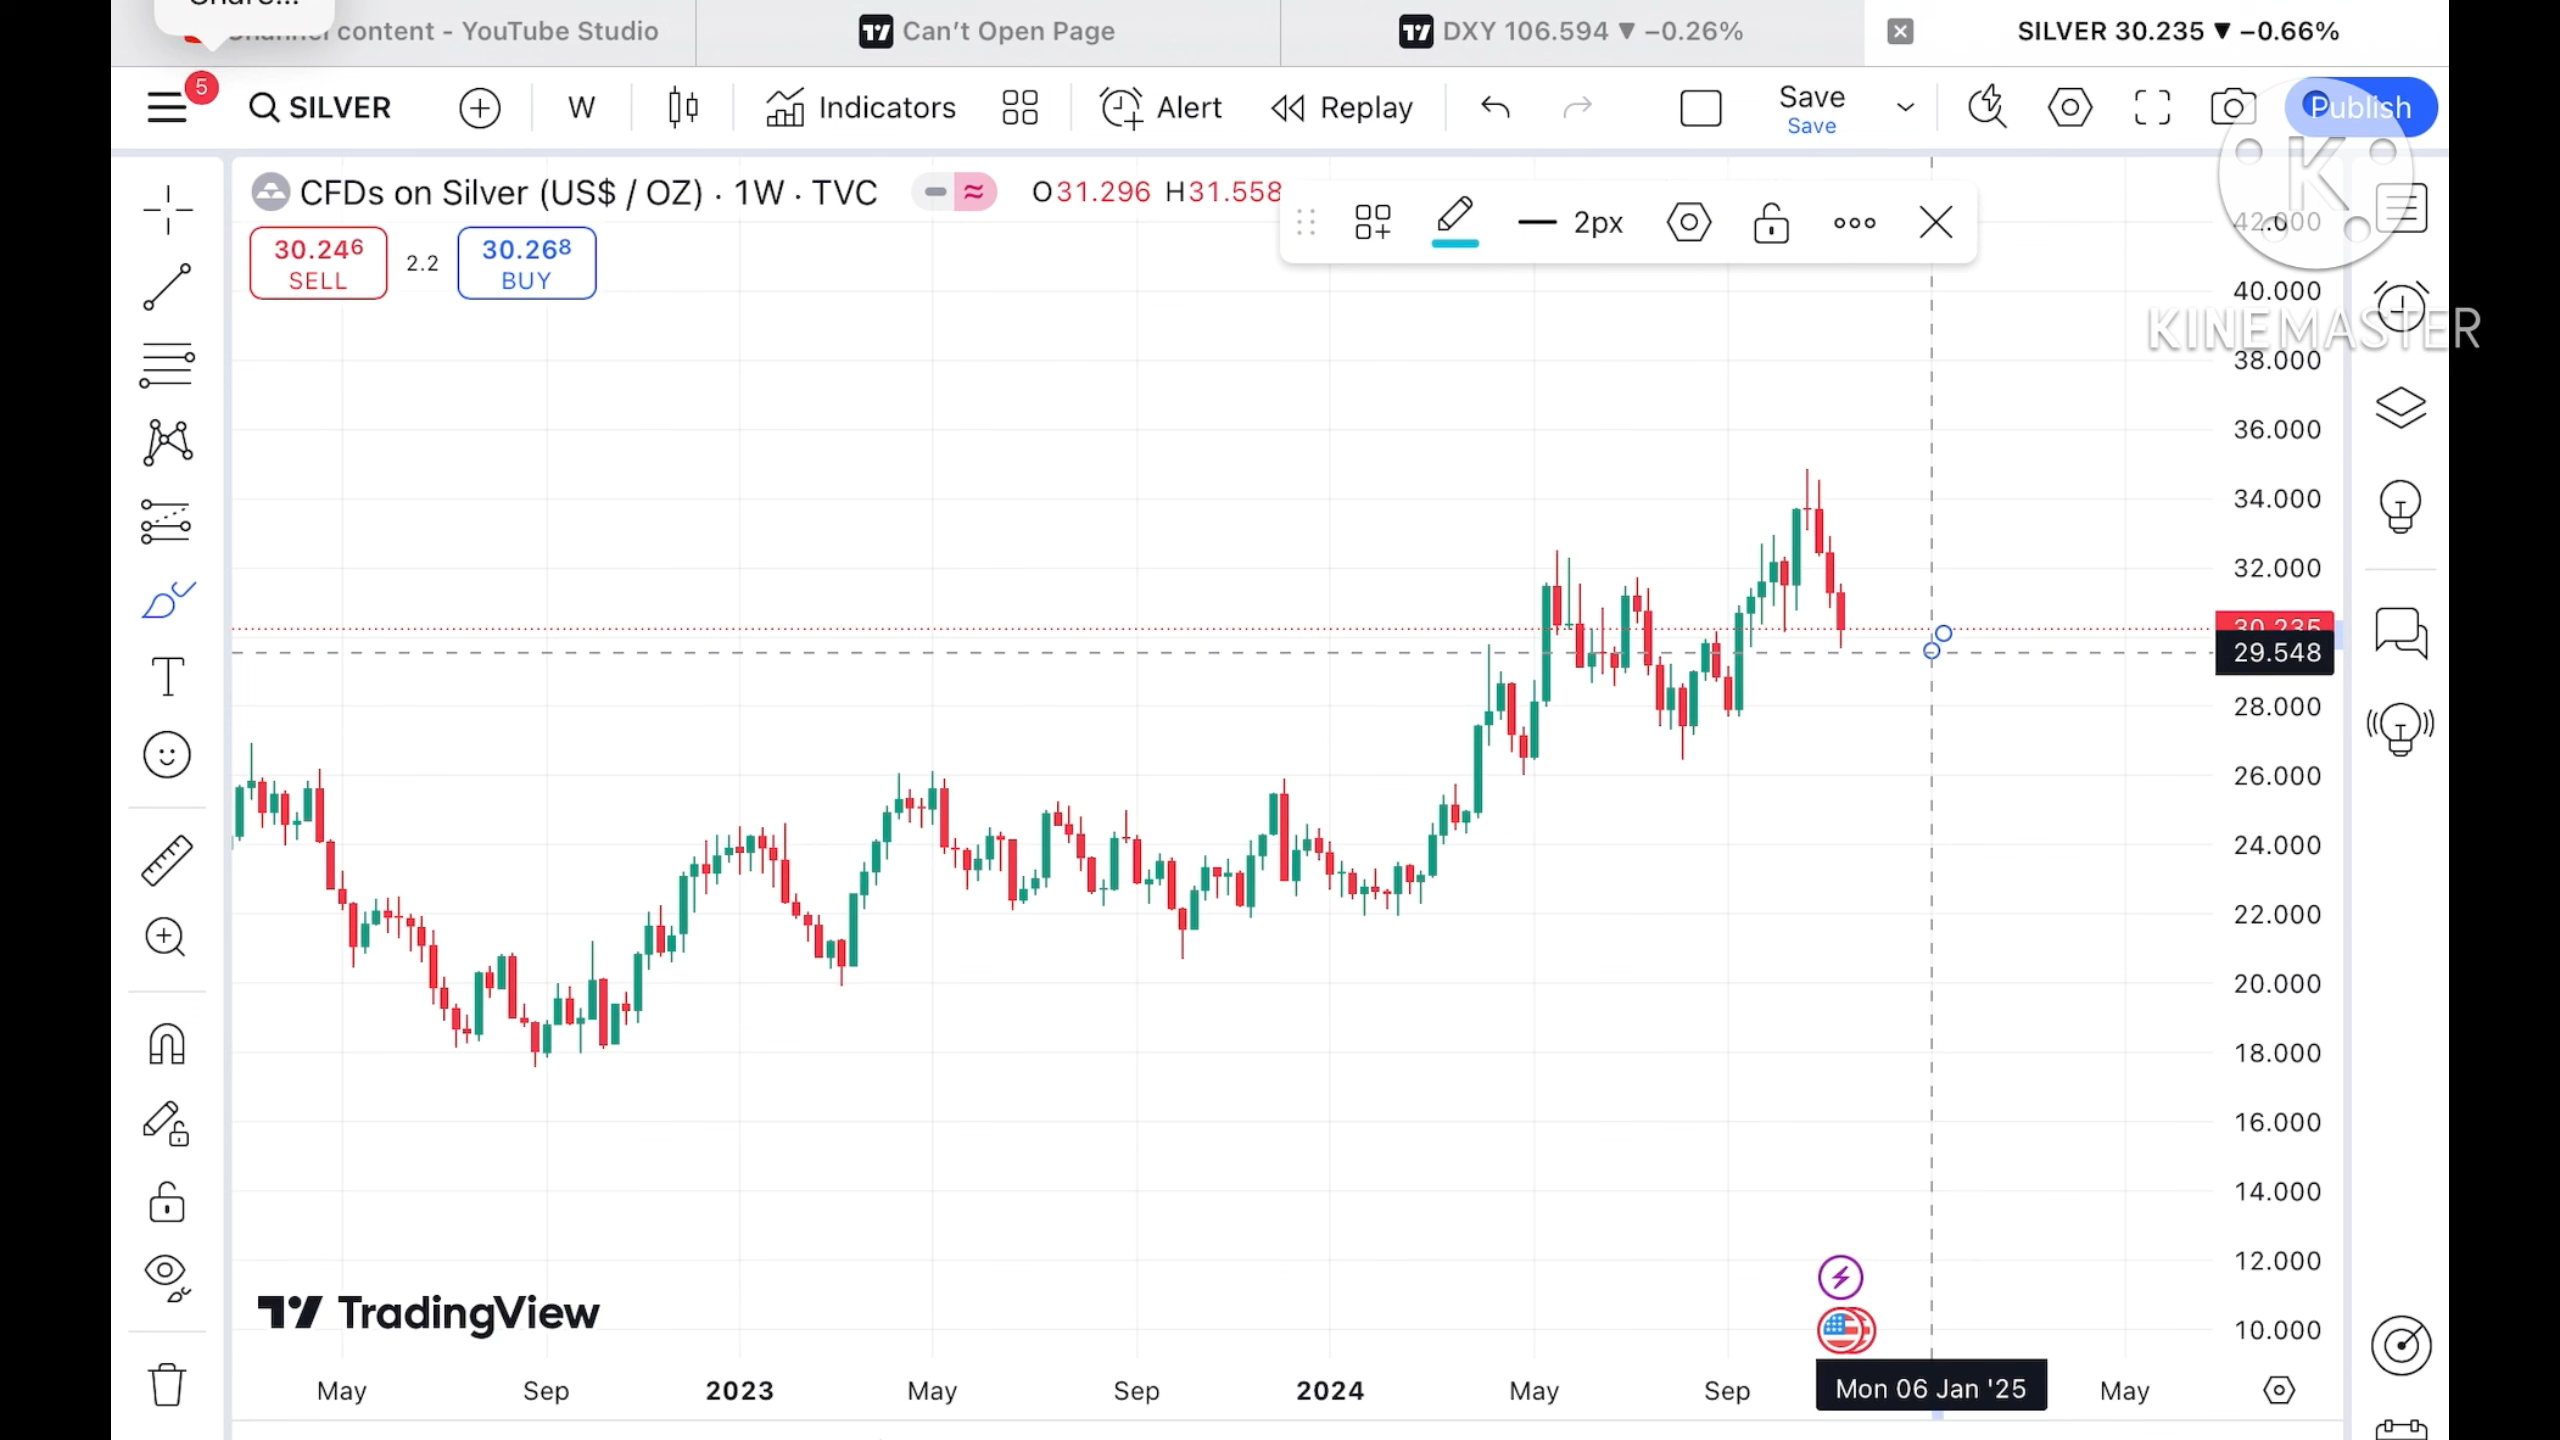 Share...
Channel content - YouTube Studio
Can't Open Page
DXY 106.594 ▼ −0.26%
SILVER 30.235 ▼ −0.66%
5
SILVER
W
Indicators
Alert
Replay
Save
Save
Publish
CFDs on Silver (US$ / OZ) · 1W · TVC
O31.296 H31.558
2px
30.246
SELL
2.2
30.268
BUY
K
KINEMASTER
42.000
40.000
38.000
36.000
34.000
32.000
30.235
29.548
28.000
26.000
24.000
22.000
20.000
18.000
16.000
14.000
12.000
10.000
TradingView
May
Sep
2023
May
Sep
2024
May
Sep
Mon 06 Jan '25
May